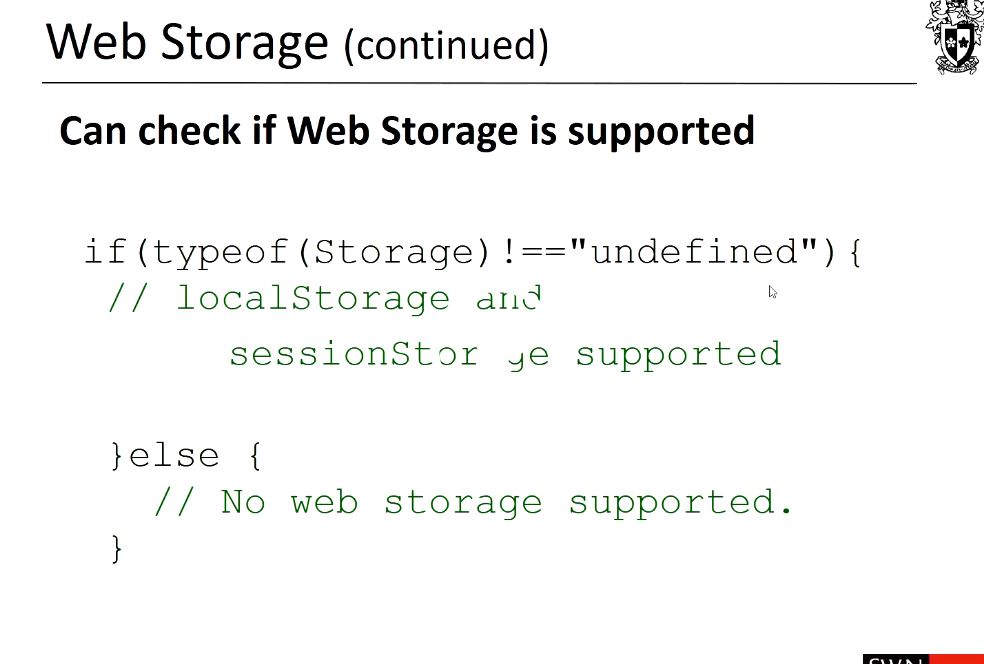 Web Storage (continued)
Can check if Web Storage is supported
if(typeof(Storage)!=="undefined"){
// localStorage and
supported
}else {
// No web storage supported.
}